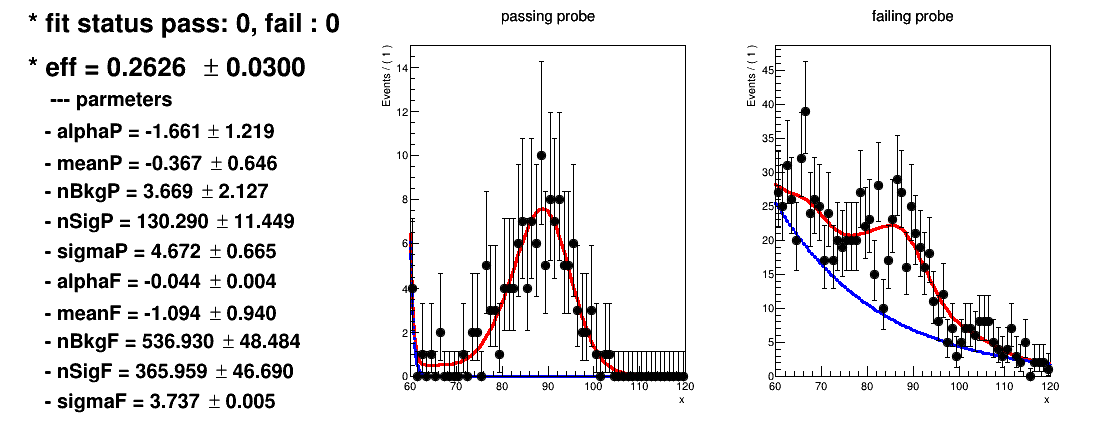 * fit status pass: 0, fail : 0
* eff = 0.2626 ± 0.0300
--- parmeters
- alphaP = -1.661 ± 1.219
- meanP = -0.367 ± 0.646
- nBkgP = 3.669 ± 2.127
- nSigP = 130.290 ± 11.449
- sigmaP = 4.672 ± 0.665
- alphaF = -0.044 ± 0.004
- meanF = -1.094 ± 0.940
- nBkgF = 536.930 ± 48.484
- nSigF = 365.959 ± 46.690
- sigmaF = 3.737 ± 0.005
passing probe
Events / ( 1 )
14
12
10
8
6
4
2
0
60 70 80 90 100 110 120
x
failing probe
Events / ( 1 )
45
40
35
30
25
20
15
10
5
0
60 70 80 90 100 110 120
x